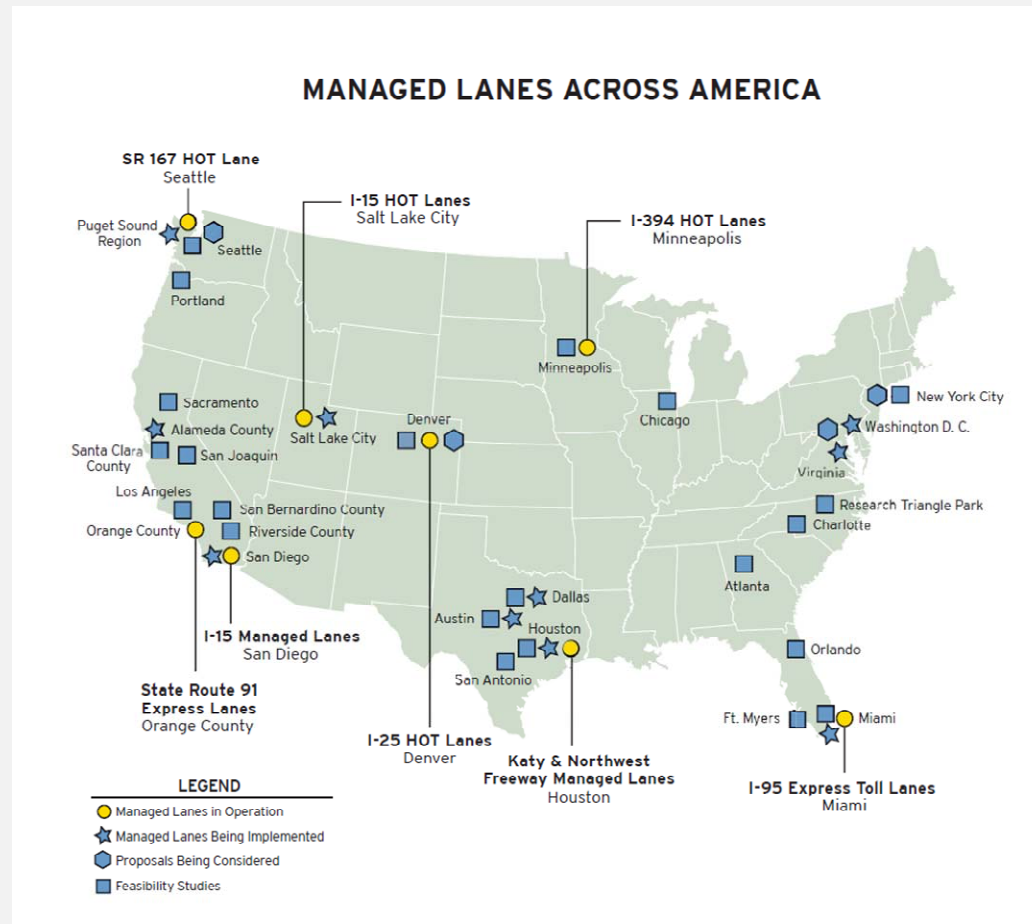 MANAGED LANES ACROSS AMERICA
SR 167 HOT Lane
Seattle
I-15 HOT Lanes
Salt Lake City
I-394 HOT Lanes
Minneapolis
Puget Sound
Region
Seattle
Portland
Minneapolis
Sacramento
Alameda County
Santa Clara
County
San Joaquin
Salt Lake City
Denver
Chicago
New York City
Washington D. C.
Virginia
Los Angeles
San Bernardino County
Orange County
Riverside County
San Diego
Research Triangle Park
Charlotte
Atlanta
Dallas
Austin
Houston
San Antonio
Orlando
Ft. Myers
Miami
I-15 Managed Lanes
San Diego
State Route 91
Express Lanes
Orange County
I-25 HOT Lanes
Denver
Katy & Northwest
Freeway Managed Lanes
Houston
I-95 Express Toll Lanes
Miami
LEGEND
Managed Lanes in Operation
Managed Lanes Being Implemented
Proposals Being Considered
Feasibility Studies